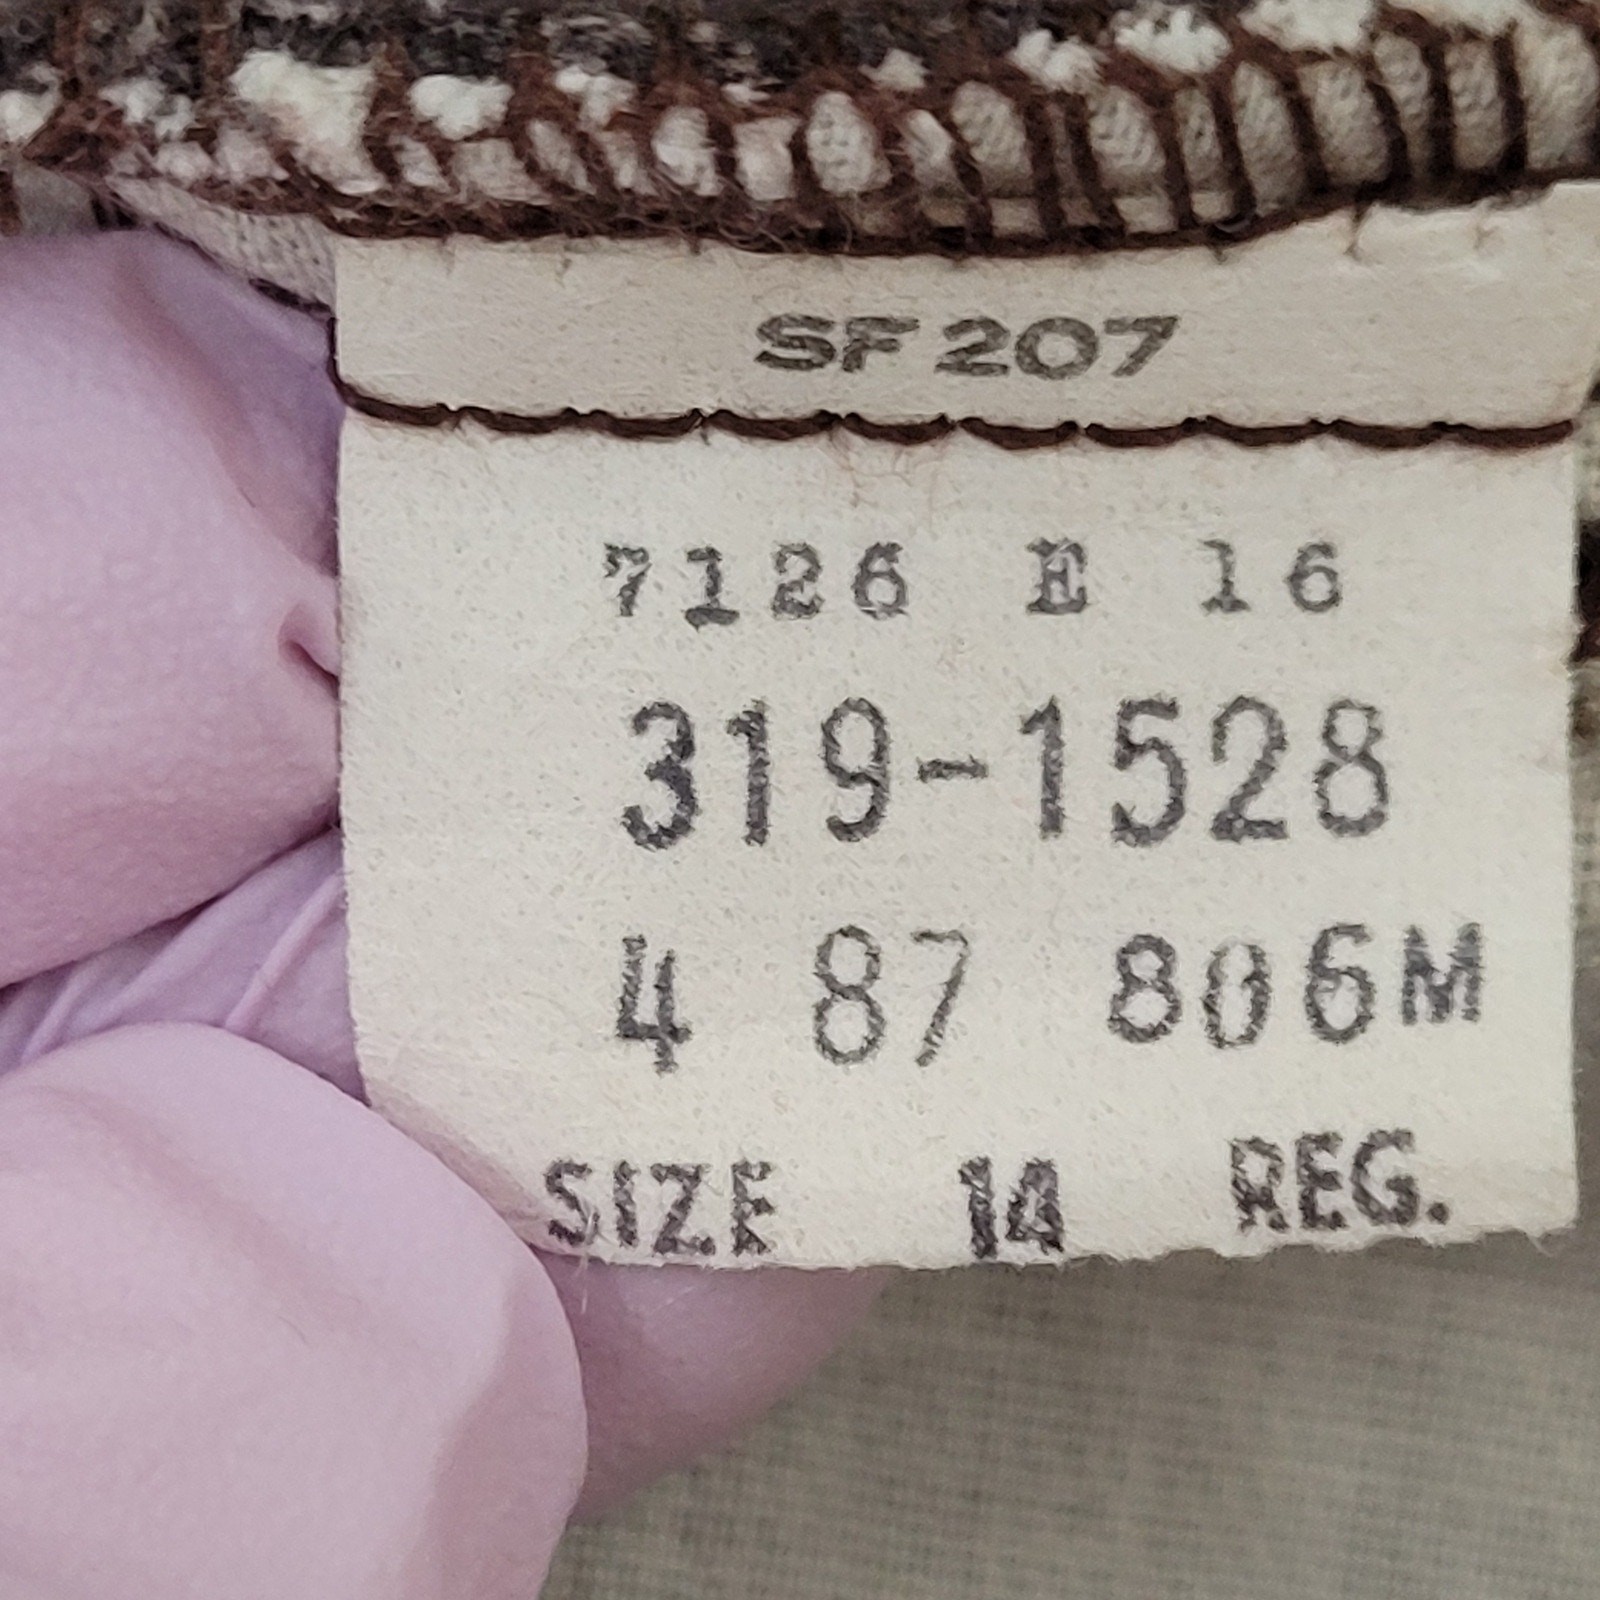 SF 207
7126 E 16
319-1528
4 87 806M
SIZE 14 REG.